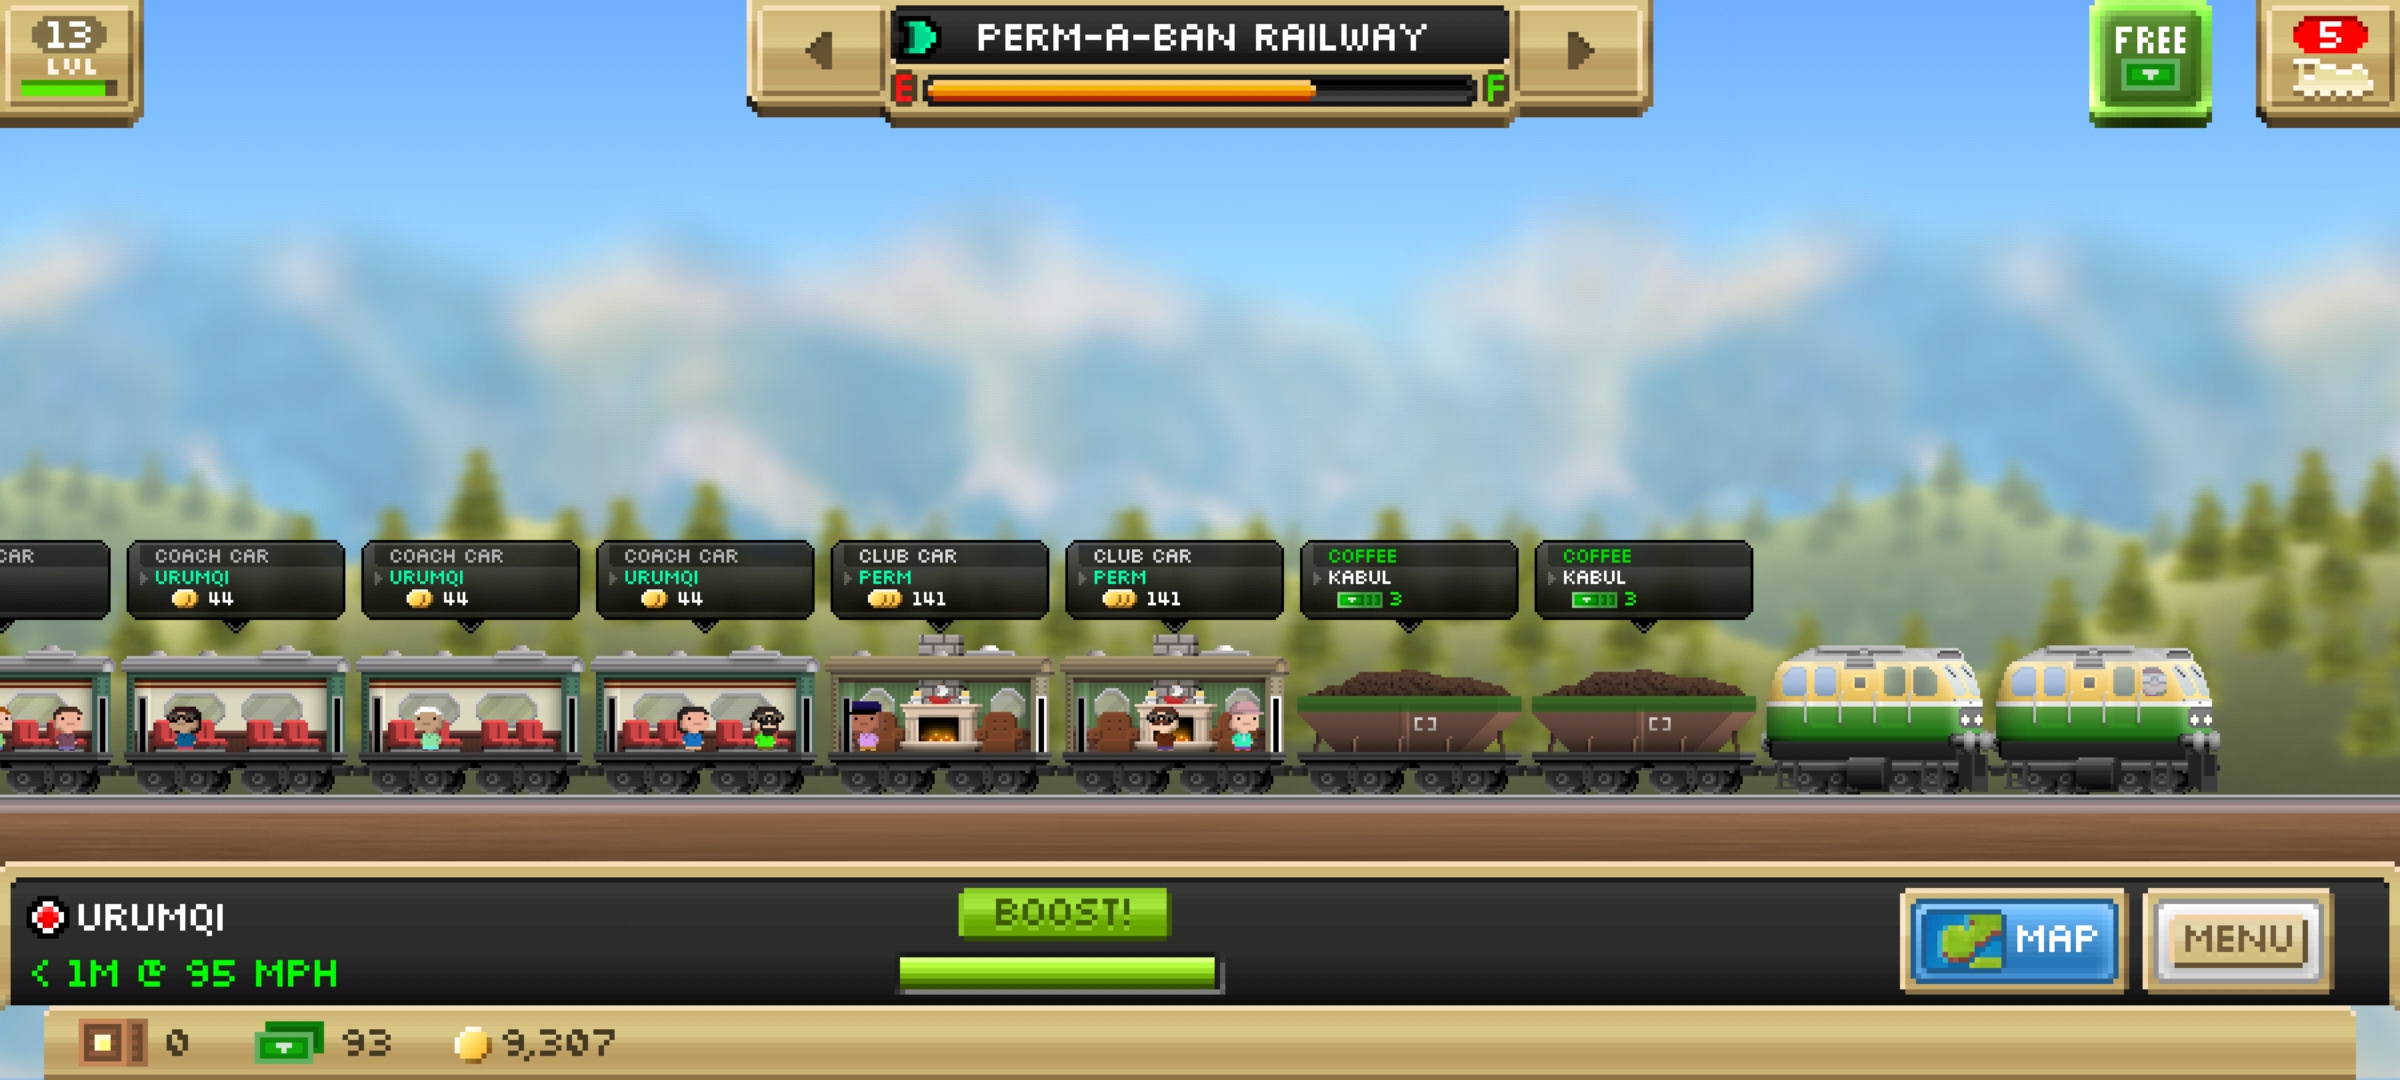 13
LVL
PERM-A-BAN RAILWAY
E F
FREE
5
CAR
COACH CAR
URUMQI
44
COACH CAR
URUMQI
44
COACH CAR
URUMQI
44
CLUB CAR
PERM
141
CLUB CAR
PERM
141
COFFEE
KABUL
3
COFFEE
KABUL
3
URUMQI
< 1M @ 95 MPH
BOOST!
MAP
MENU
0
93
9,307